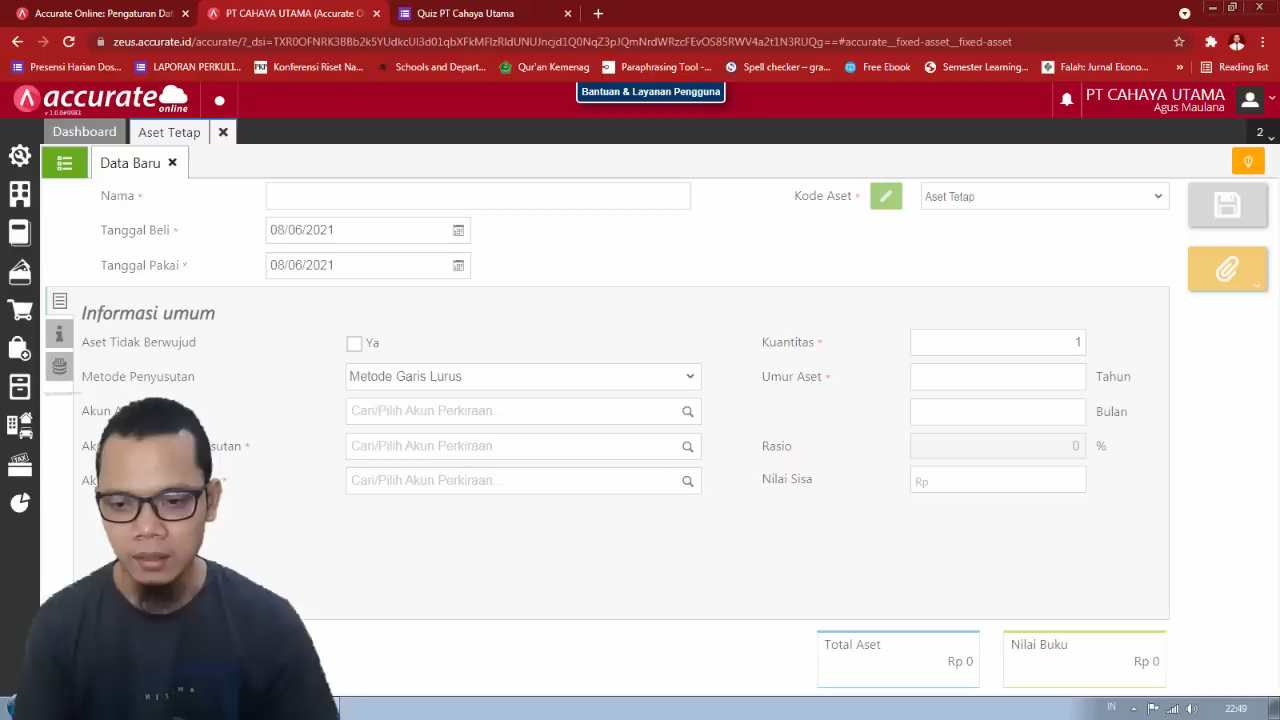 Accurate Online: Pengaturan Dat
PT CAHAYA UTAMA (Accurate O
Quiz PT Cahaya Utama
zeus.accurate.id/accurate/?_dsi=TXR0OFNRK3BBb2k5YUdkcUl3d01qbXFkMFlzRldUNUJncjd1Q0NqZ3pJQmNrdWRzcFEvOS85RWV4a2t1N3RUQg==#accurate__fixed-asset__fixed-asset
Presensi Harian Dos...
LAPORAN PERKULI...
Konferensi Riset Na...
Schools and Depart...
Qur'an Kemenag
Paraphrasing Tool -...
Spell checker – gra...
Free Ebook
Semester Learning...
Falah: Jurnal Ekono...
»
Reading list
accurate online
v 1.0.0#9983
Bantuan & Layanan Pengguna
PT CAHAYA UTAMA
Agus Maulana
Dashboard
Aset Tetap
2
Data Baru
Nama *
Kode Aset *
Aset Tetap
Tanggal Beli *
08/06/2021
Tanggal Pakai *
08/06/2021
Informasi umum
Aset Tidak Berwujud
Ya
Kuantitas *
1
Metode Penyusutan
Metode Garis Lurus
Umur Aset *
Tahun
Akun
Cari/Pilih Akun Perkiraan...
Bulan
usutan *
Cari/Pilih Akun Perkiraan...
Rasio
0
%
Cari/Pilih Akun Perkiraan...
Nilai Sisa
Rp
Total Aset
Rp 0
Nilai Buku
Rp 0
IN
22:49